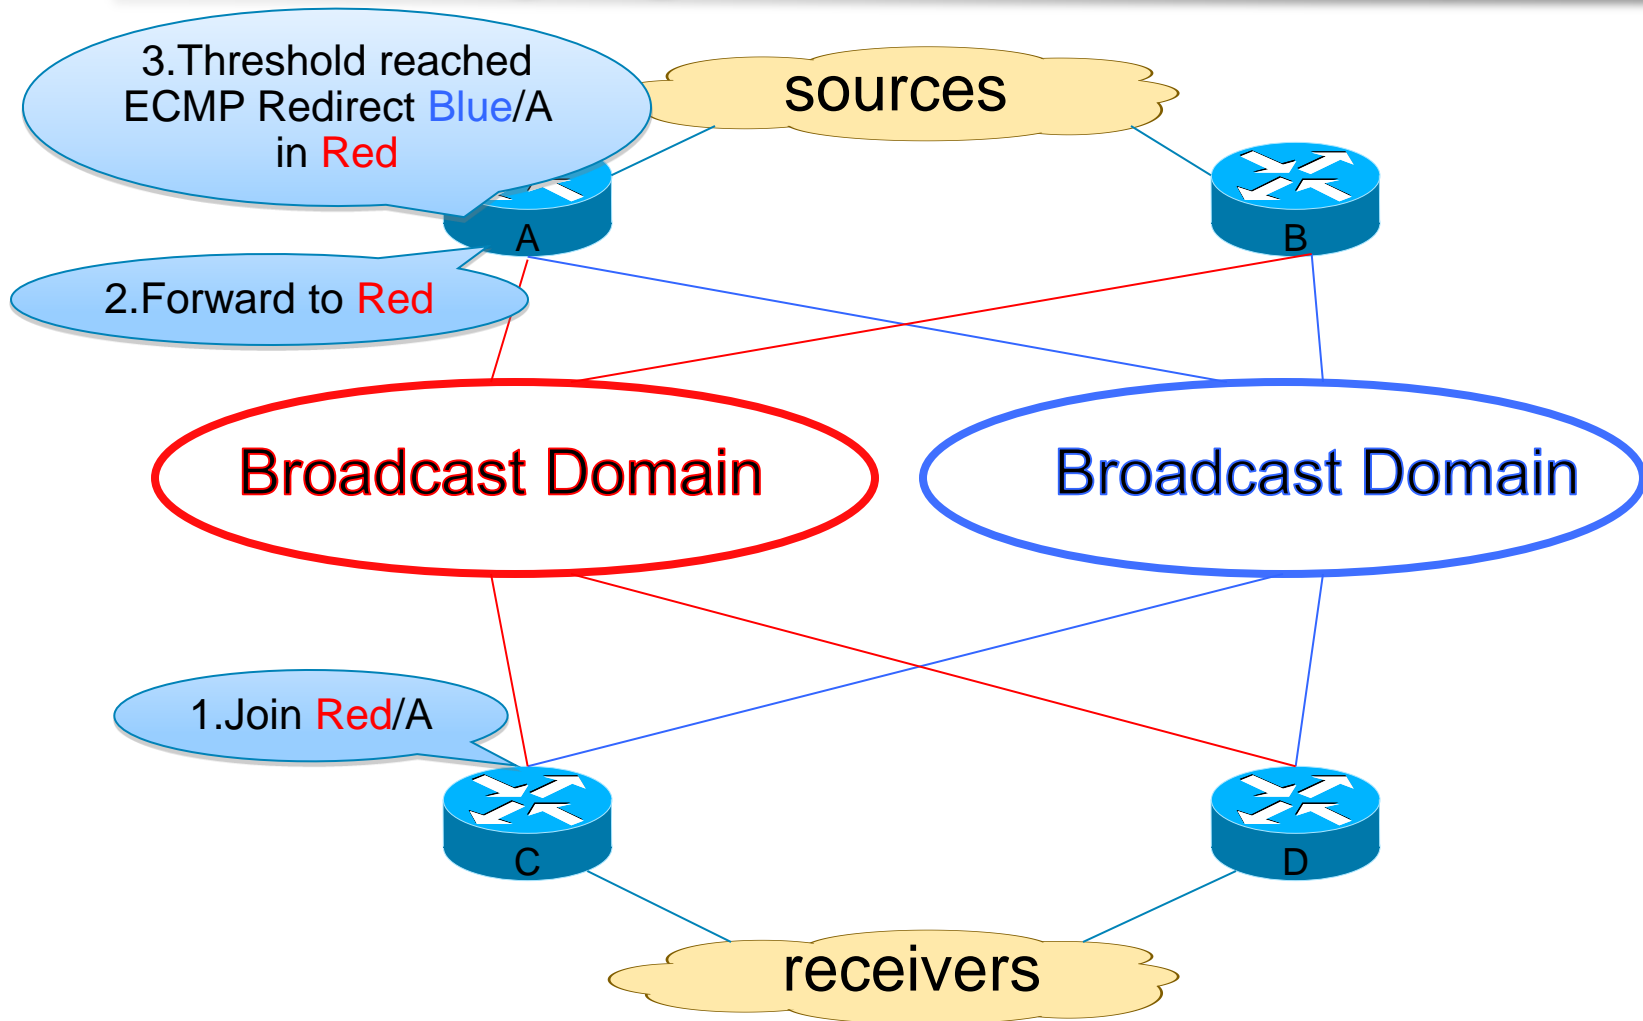 3.Threshold reached
ECMP Redirect Blue/A
in Red
sources
A
B
2.Forward to Red
Broadcast Domain
Broadcast Domain
1.Join Red/A
C
D
receivers